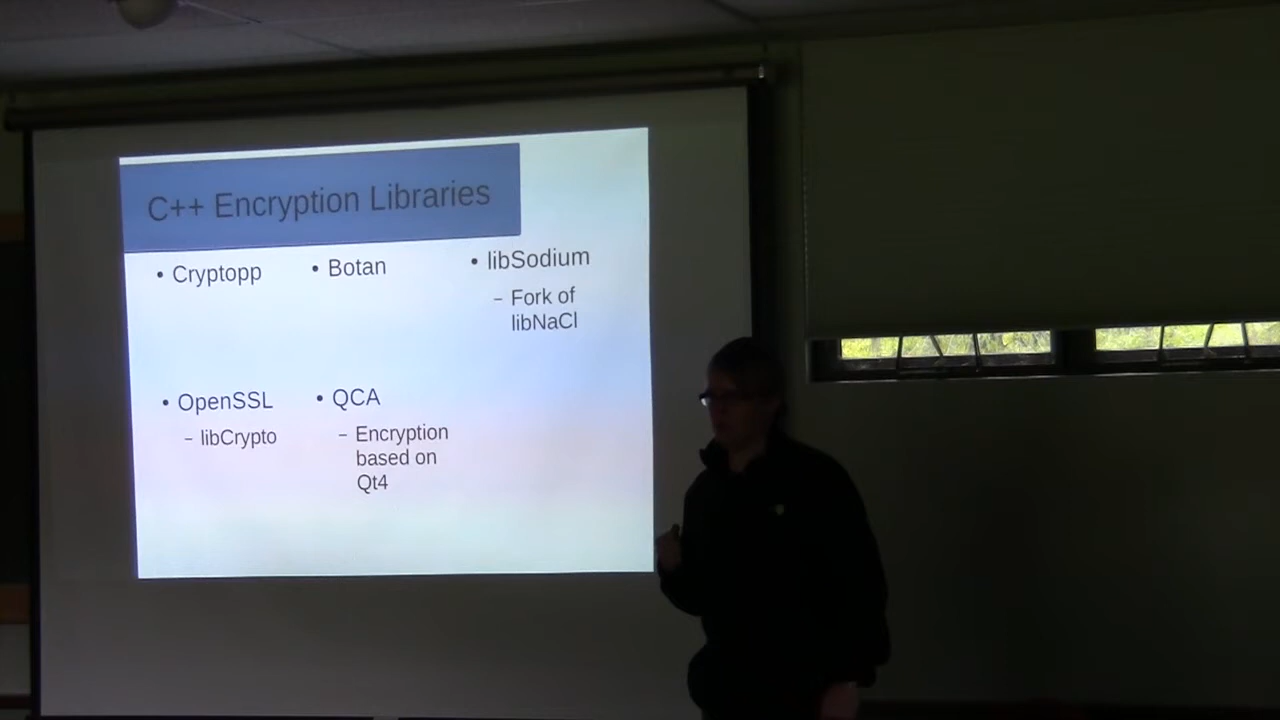 C++ Encryption Libraries
• Cryptopp
• Botan
• libSodium
– Fork of
libNaCl
• OpenSSL
– libCrypto
• QCA
– Encryption
based on
Qt4